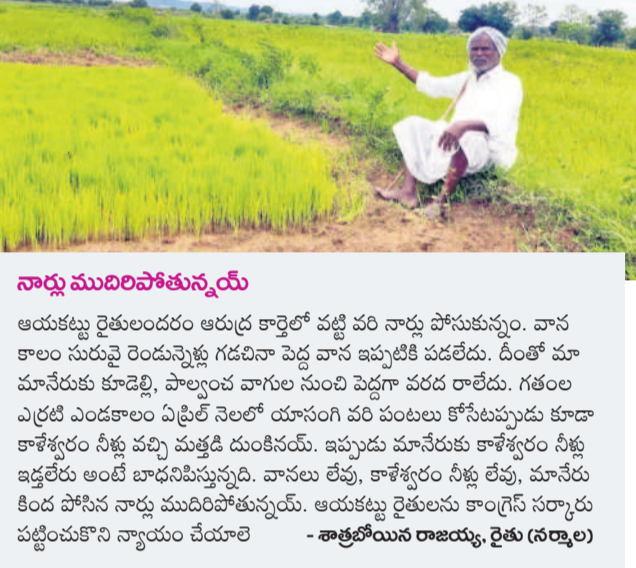 నార్లు ముదిరిపోతున్నయ్
ఆయకట్టు రైతులందరం ఆరుద్ర కార్తెలో వట్టి వరి నార్లు పోసుకున్నం. వాన
కాలం సురువై రెండున్నెళ్లు గడచినా పెద్ద వాన ఇప్పటికి పడలేదు. దీంతో మా
మానేరుకు కూడెల్లి, పాల్వంచ వాగుల నుంచి పెద్దగా వరద రాలేదు. గతంల
ఎర్రటి ఎండకాలం ఏప్రిల్ నెలలో యాసంగి వరి పంటలు కోసేటప్పుడు కూడా
కాళేశ్వరం నీళ్లు వచ్చి మత్తడి దుంకినయ్. ఇప్పుడు మానేరుకు కాళేశ్వరం నీళ్లు
ఇడ్తలేరు అంటే బాధనిపిస్తున్నది. వానలు లేవు, కాళేశ్వరం నీళ్లు లేవు, మానేరు
కింద పోసిన నార్లు ముదిరిపోతున్నయ్. ఆయకట్టు రైతులను కాంగ్రెస్ సర్కారు
పట్టించుకొని న్యాయం చేయాలె - శాత్రబోయిన రాజయ్య, రైతు (నర్మాల)